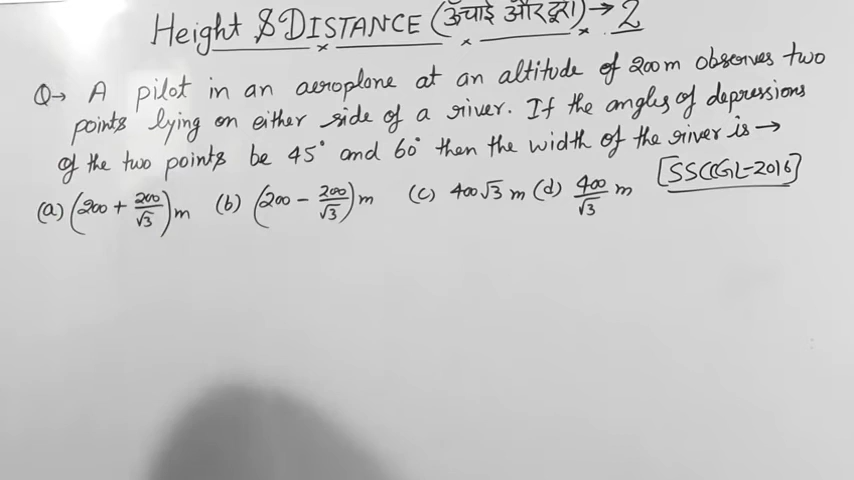 Height & DISTANCE (ऊँचाई और दूरी) → 2
Q→ A pilot in an aeroplane at an altitude of 200m observes two
points lying on either side of a river. If the angles of depressions
of the two points be 45° and 60° then the width of the river is →
(a) (200 + 200/√3) m (b) (200 - 200/√3) m (c) 400√3 m (d) 400/√3 m [SSC CGL-2016]